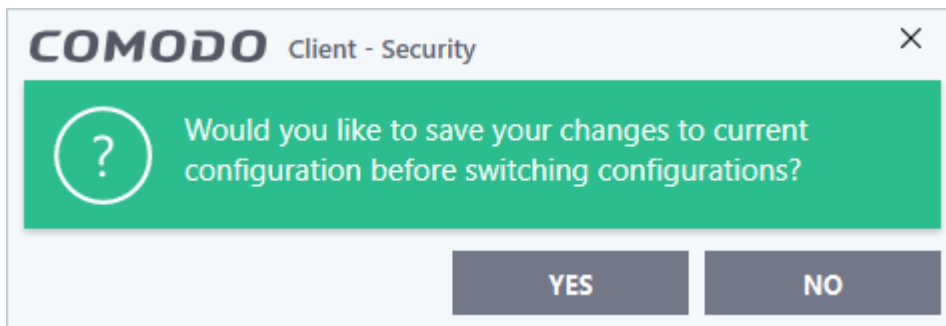 COMODO Client - Security
?
Would you like to save your changes to current
configuration before switching configurations?
YES NO